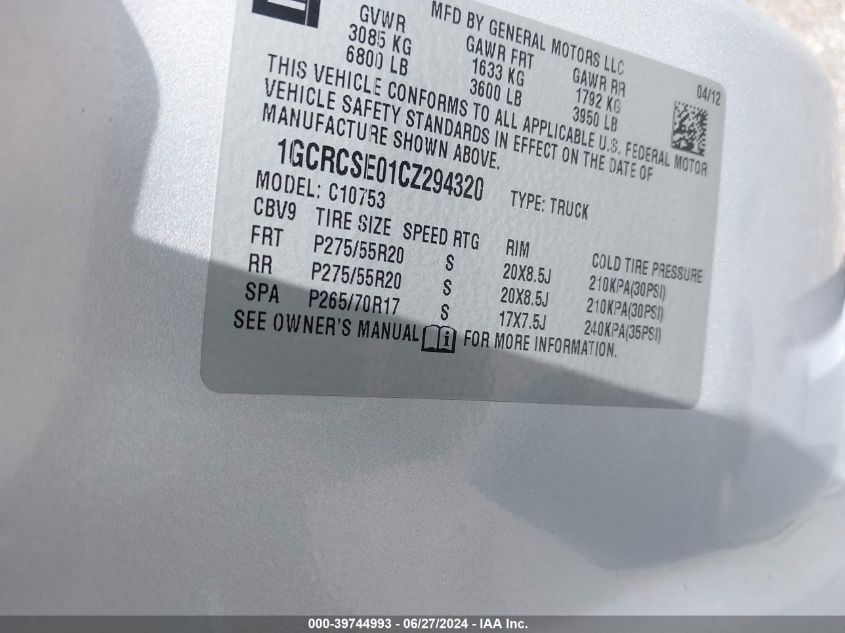 MFD BY GENERAL MOTORS LLC
GVWR GAWR FRT GAWR RR 04/12
3085 KG 1633 KG 1792 KG
6800 LB 3600 LB 3950 LB
THIS VEHICLE CONFORMS TO ALL APPLICABLE U.S. FEDERAL MOTOR
VEHICLE SAFETY STANDARDS IN EFFECT ON THE DATE OF
MANUFACTURE SHOWN ABOVE.
1GCRCSE01CZ294320 TYPE: TRUCK
MODEL: C10753
CBV9 TIRE SIZE SPEED RTG RIM COLD TIRE PRESSURE
FRT P275/55R20 S 20X8.5J 210KPA(30PSI)
RR P275/55R20 S 20X8.5J 210KPA(30PSI)
SPA P265/70R17 S 17X7.5J 240KPA(35PSI)
SEE OWNER'S MANUAL i FOR MORE INFORMATION.
000-39744993 - 06/27/2024 - IAA Inc.